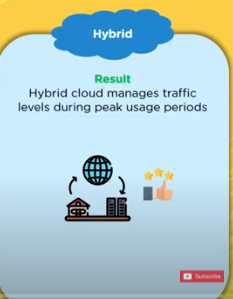 Hybrid
Result
Hybrid cloud manages traffic
levels during peak usage periods
Subscribe